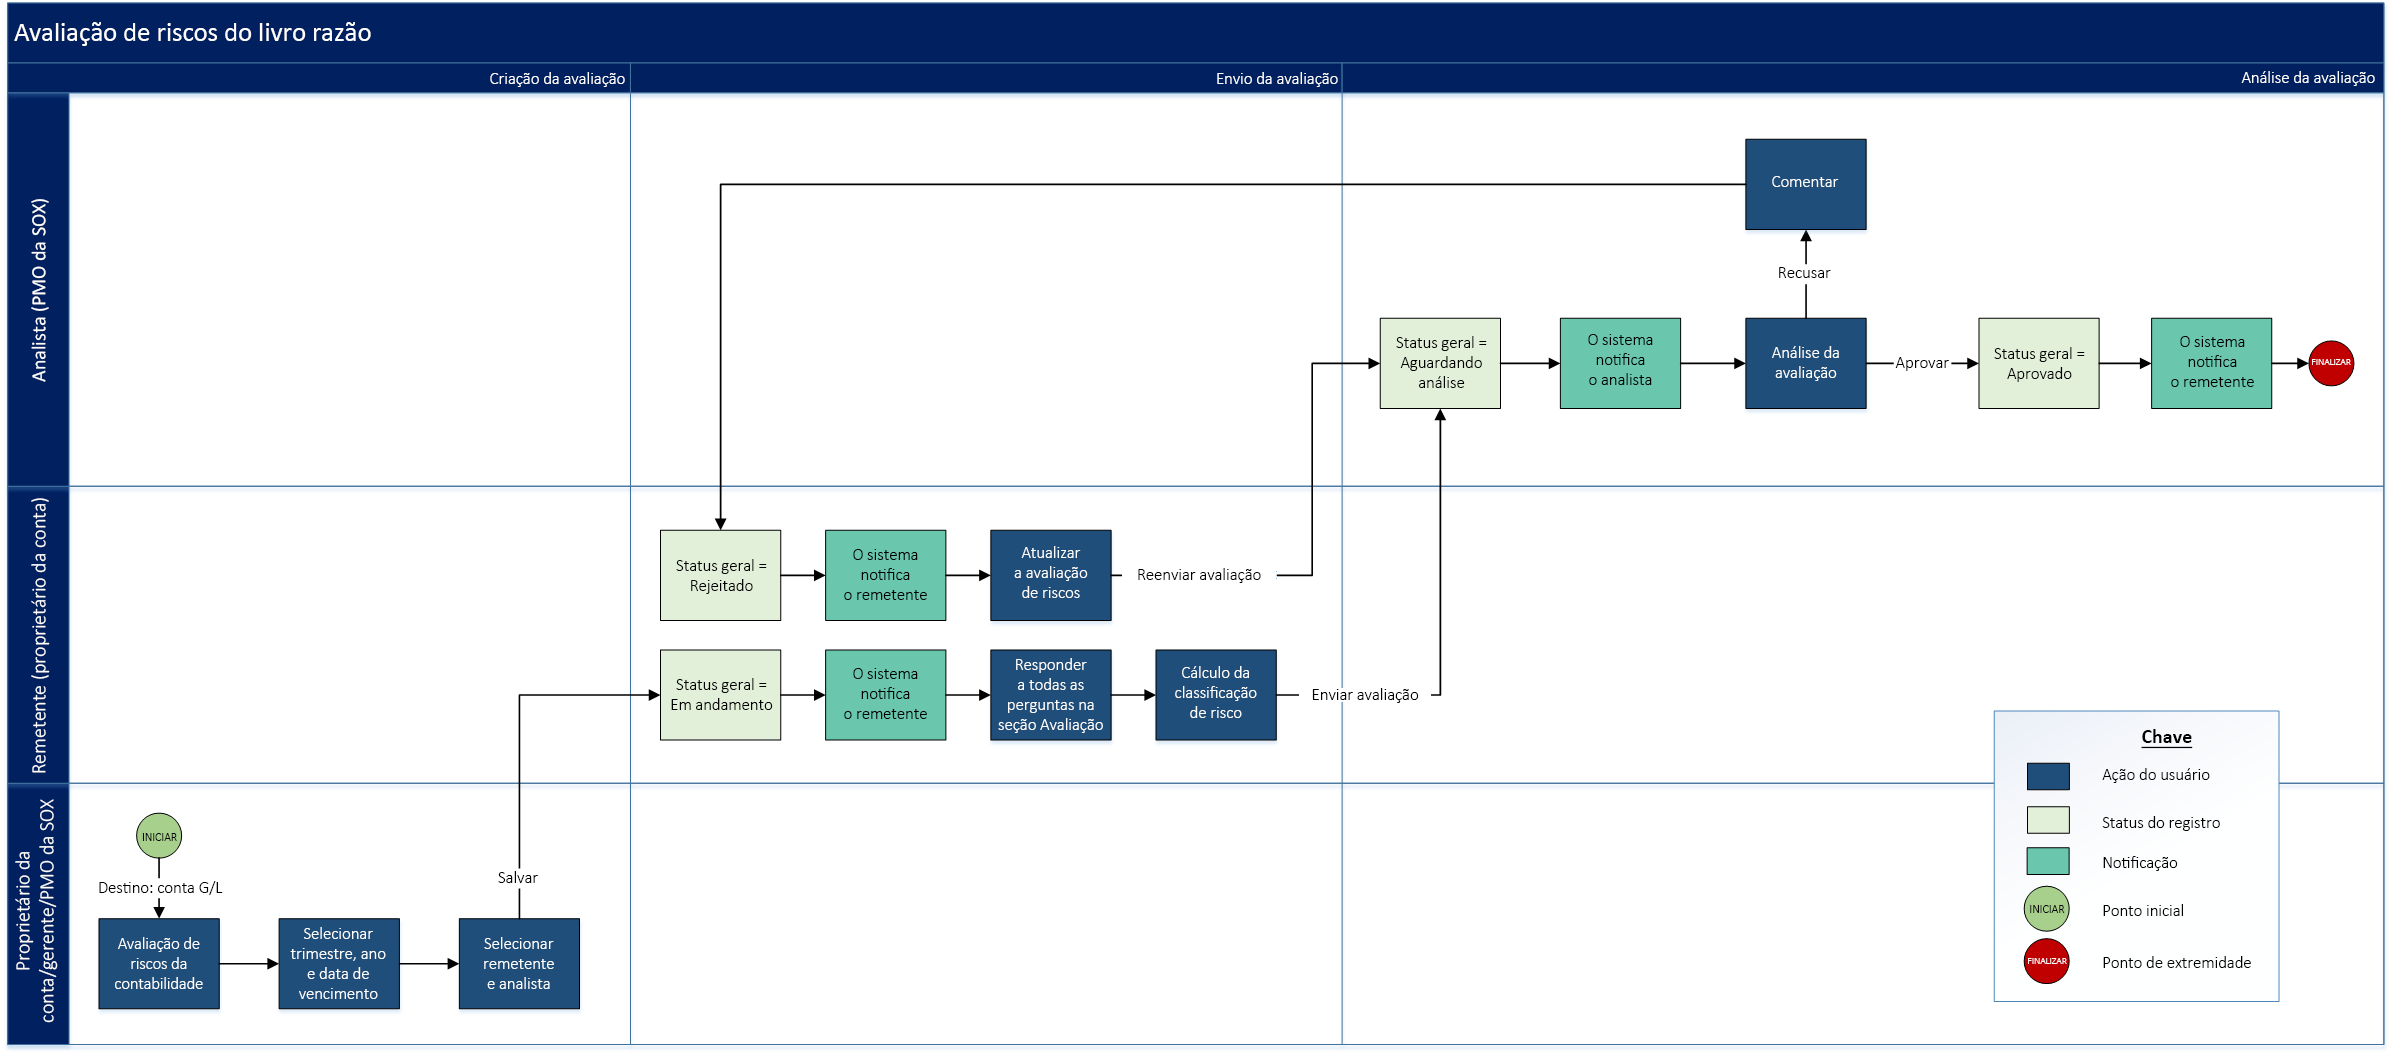 Avaliação de riscos do livro razão
Criação da avaliação
Envio da avaliação
Análise da avaliação
Analista (PMO da SOX)
Comentar
Recusar
Status geral =
Aguardando
análise
O sistema
notifica
o analista
Análise da
avaliação
Aprovar
Status geral =
Aprovado
O sistema
notifica
o remetente
FINALIZAR
Remetente (proprietário da conta)
Status geral =
Rejeitado
O sistema
notifica
o remetente
Atualizar
a avaliação
de riscos
Reenviar avaliação
Status geral =
Em andamento
O sistema
notifica
o remetente
Responder
a todas as
perguntas na
seção Avaliação
Cálculo da
classificação
de risco
Enviar avaliação
Proprietário da
conta/gerente/PMO da SOX
INICIAR
Destino: conta G/L
Avaliação de
riscos da
contabilidade
Selecionar
trimestre, ano
e data de
vencimento
Selecionar
remetente
e analista
Salvar
Chave
Ação do usuário
Status do registro
Notificação
INICIAR
Ponto inicial
FINALIZAR
Ponto de extremidade